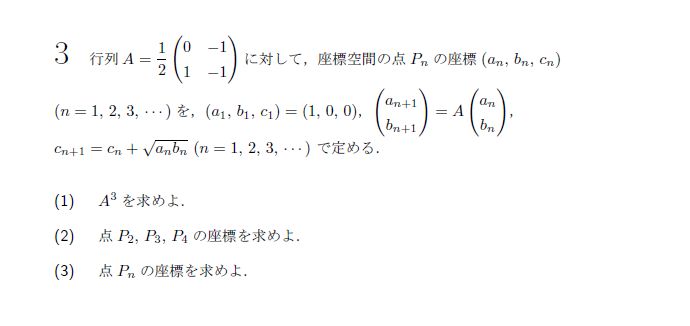 3 行列 $A = \dfrac{1}{2}\begin{pmatrix} 0 & -1 \\ 1 & -1 \end{pmatrix}$ に対して，座標空間の点 $P_n$ の座標 $(a_n, b_n, c_n)$
$(n = 1, 2, 3, \cdots)$ を，$(a_1, b_1, c_1) = (1, 0, 0)$，$\begin{pmatrix} a_{n+1} \\ b_{n+1} \end{pmatrix} = A \begin{pmatrix} a_n \\ b_n \end{pmatrix}$，
$c_{n+1} = c_n + \sqrt{a_n b_n}$ $(n = 1, 2, 3, \cdots)$ で定める．
(1) $A^3$ を求めよ．
(2) 点 $P_2, P_3, P_4$ の座標を求めよ．
(3) 点 $P_n$ の座標を求めよ．